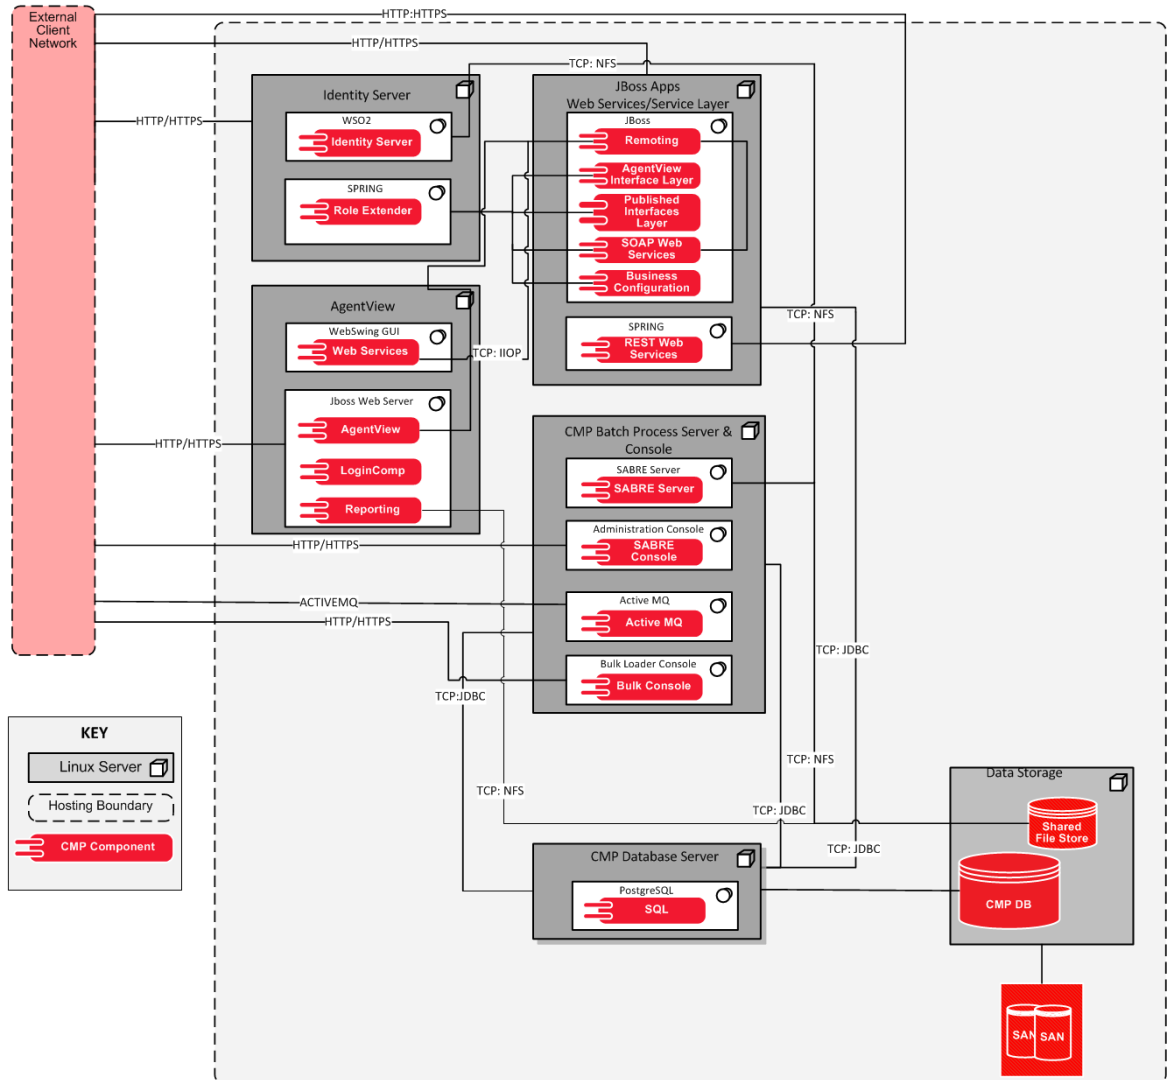 External
Client
Network
HTTP:HTTPS
HTTP/HTTPS
TCP: NFS
HTTP/HTTPS
Identity Server
WSO2
Identity Server
SPRING
Role Extender
JBoss Apps
Web Services/Service Layer
JBoss
Remoting
AgentView
Interface Layer
Published
Interfaces
Layer
SOAP Web
Services
Business
Configuration
SPRING
REST Web
Services
TCP: NFS
AgentView
WebSwing GUI
Web Services
TCP: IIOP
Jboss Web Server
AgentView
LoginComp
Reporting
HTTP/HTTPS
CMP Batch Process Server &
Console
SABRE Server
SABRE Server
Administration Console
SABRE
Console
Active MQ
Active MQ
Bulk Loader Console
Bulk Console
HTTP/HTTPS
ACTIVEMQ
HTTP/HTTPS
TCP: JDBC
TCP:JDBC
TCP: NFS
TCP: NFS
TCP: JDBC
TCP: JDBC
KEY
Linux Server
Hosting Boundary
CMP Component
CMP Database Server
PostgreSQL
SQL
Data Storage
Shared
File Store
CMP DB
SAN
SAN